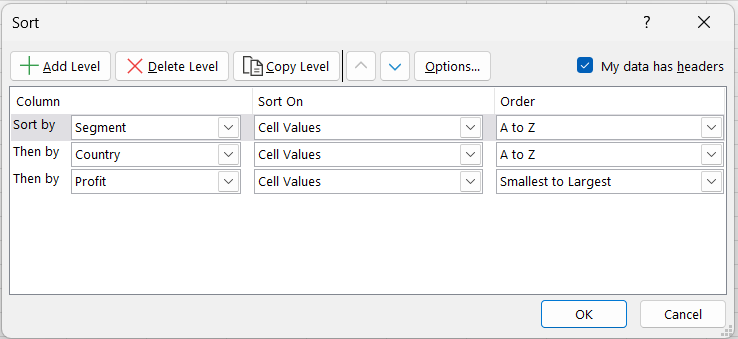 Sort ?
Add Level Delete Level Copy Level Options... My data has headers
Column Sort On Order
Sort by Segment Cell Values A to Z
Then by Country Cell Values A to Z
Then by Profit Cell Values Smallest to Largest
OK Cancel